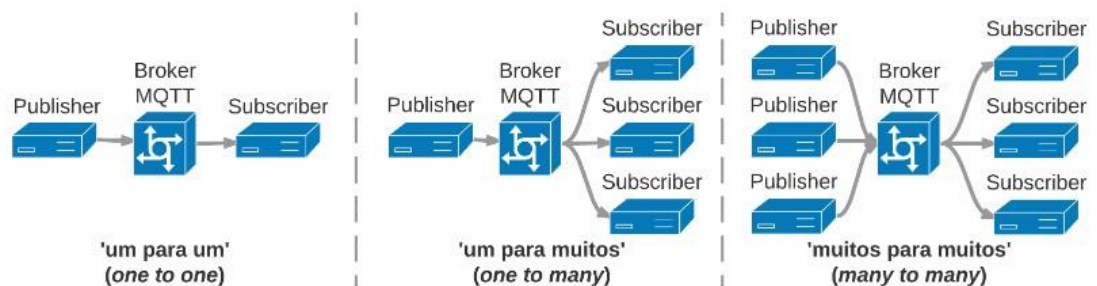 Publisher
Broker
MQTT
Subscriber
'um para um'
(one to one)
Publisher
Broker
MQTT
Subscriber
Subscriber
Subscriber
'um para muitos'
(one to many)
Publisher
Publisher
Publisher
Broker
MQTT
Subscriber
Subscriber
Subscriber
'muitos para muitos'
(many to many)